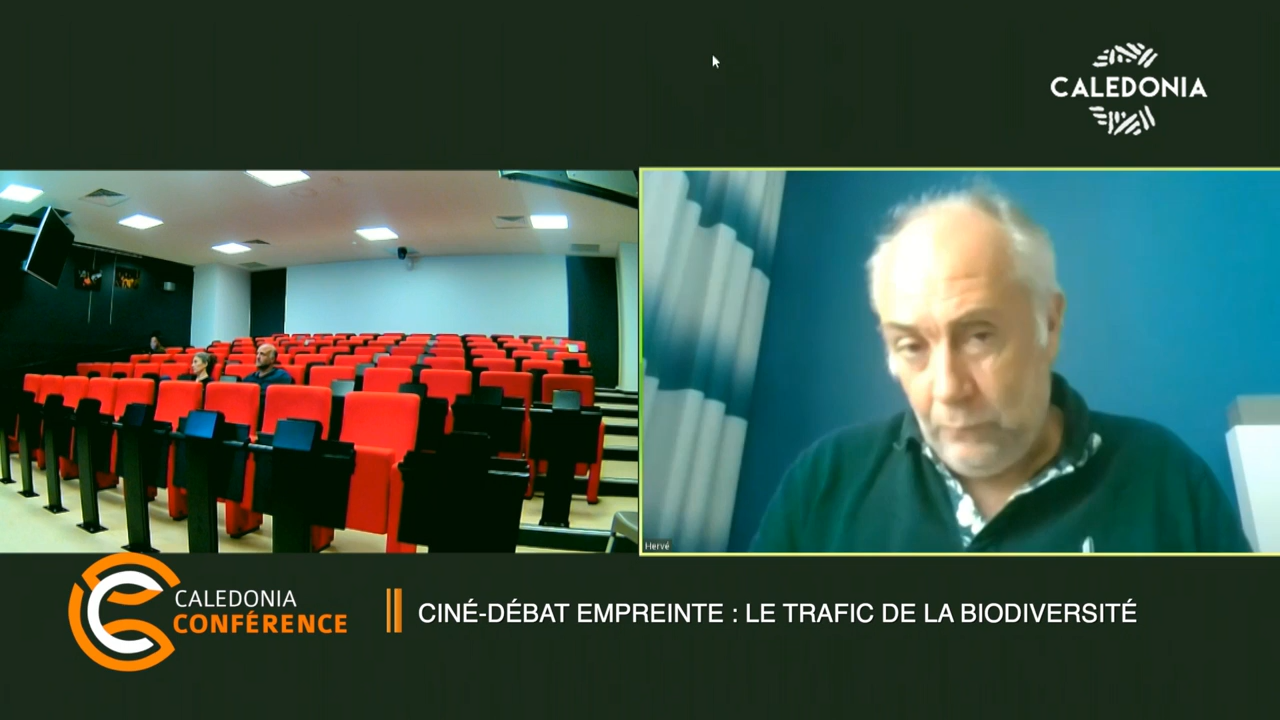 CALEDONIA
Hervé
CALEDONIA
CONFÉRENCE
CINÉ-DÉBAT EMPREINTE : LE TRAFIC DE LA BIODIVERSITÉ